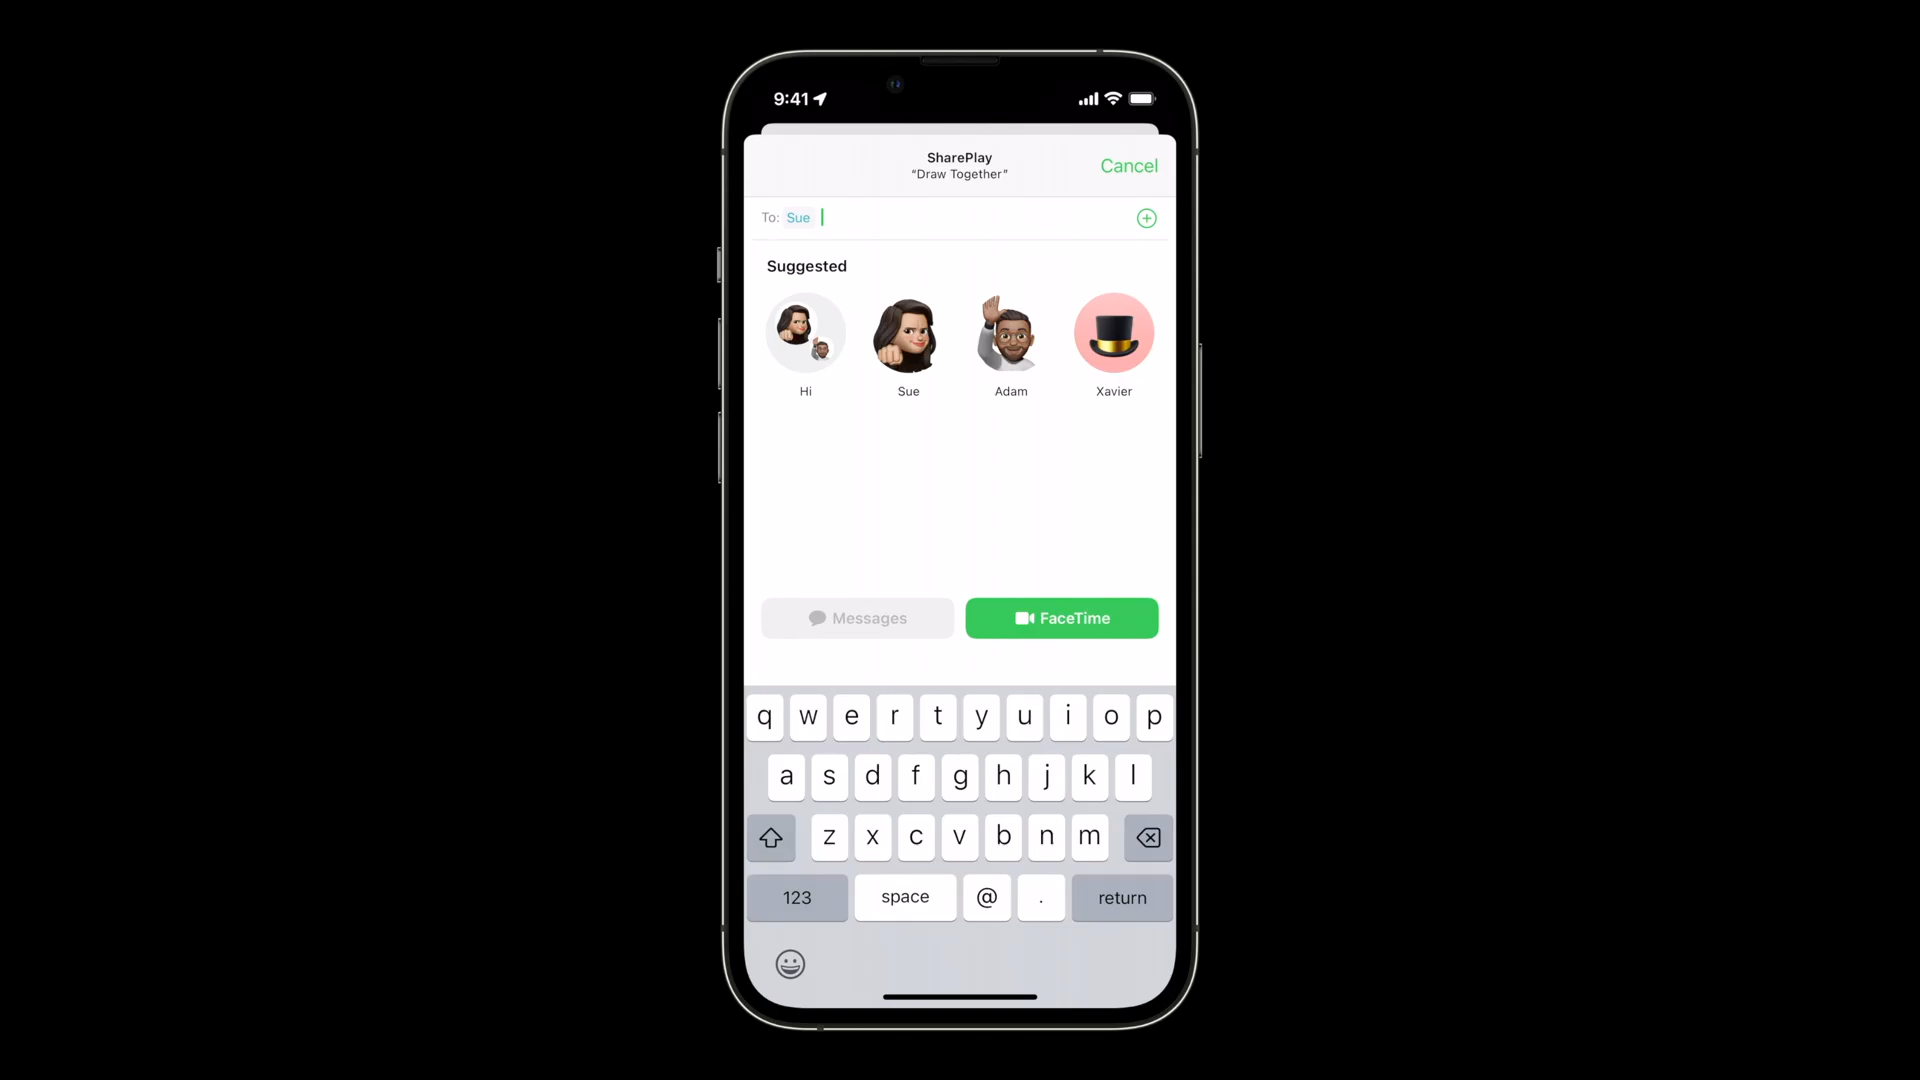 9:41
SharePlay
“Draw Together”
Cancel
To: Sue
Suggested
Hi
Sue
Adam
Xavier
Messages
FaceTime
q w e r t y u i o p
a s d f g h j k l
z x c v b n m
123 space @ . return